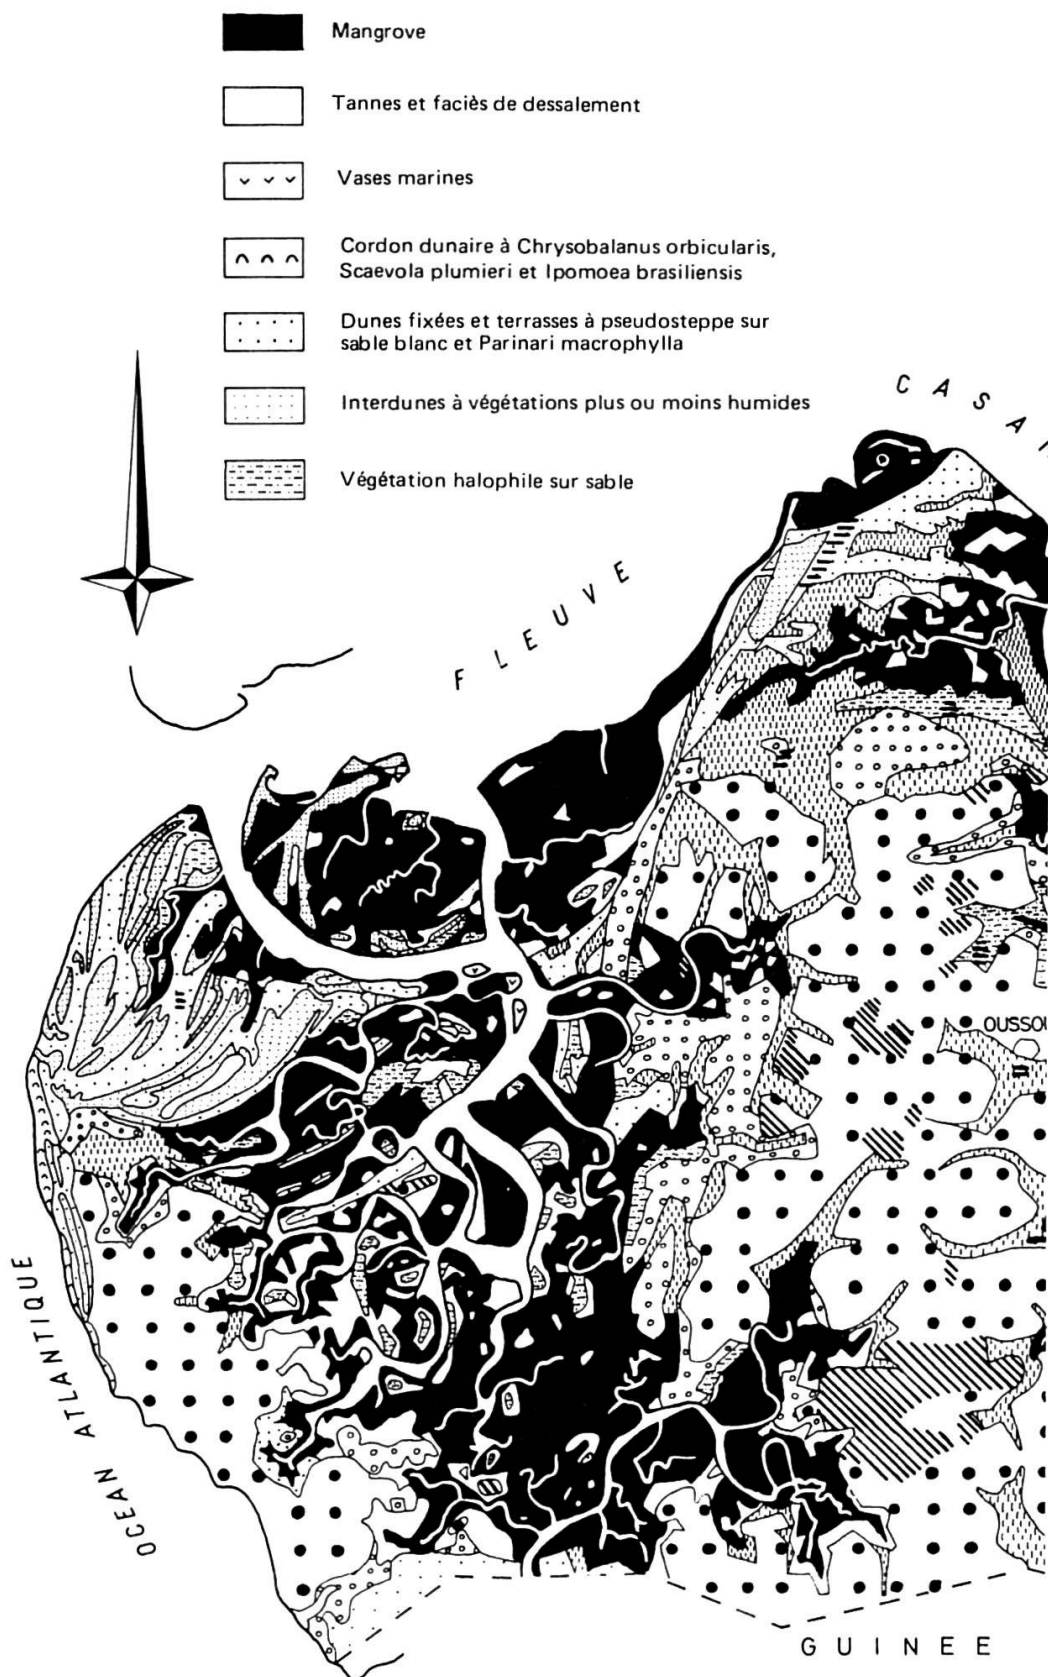 Mangrove
Tannes et faciès de dessalement
Vases marines
Cordon dunaire à Chrysobalanus orbicularis,
Scaevola plumieri et Ipomoea brasiliensis
Dunes fixées et terrasses à pseudosteppe sur
sable blanc et Parinari macrophylla
Interdunes à végétations plus ou moins humides
Végétation halophile sur sable
FLEUVE
CASA
OUSSOU
OCEAN ATLANTIQUE
GUINEE